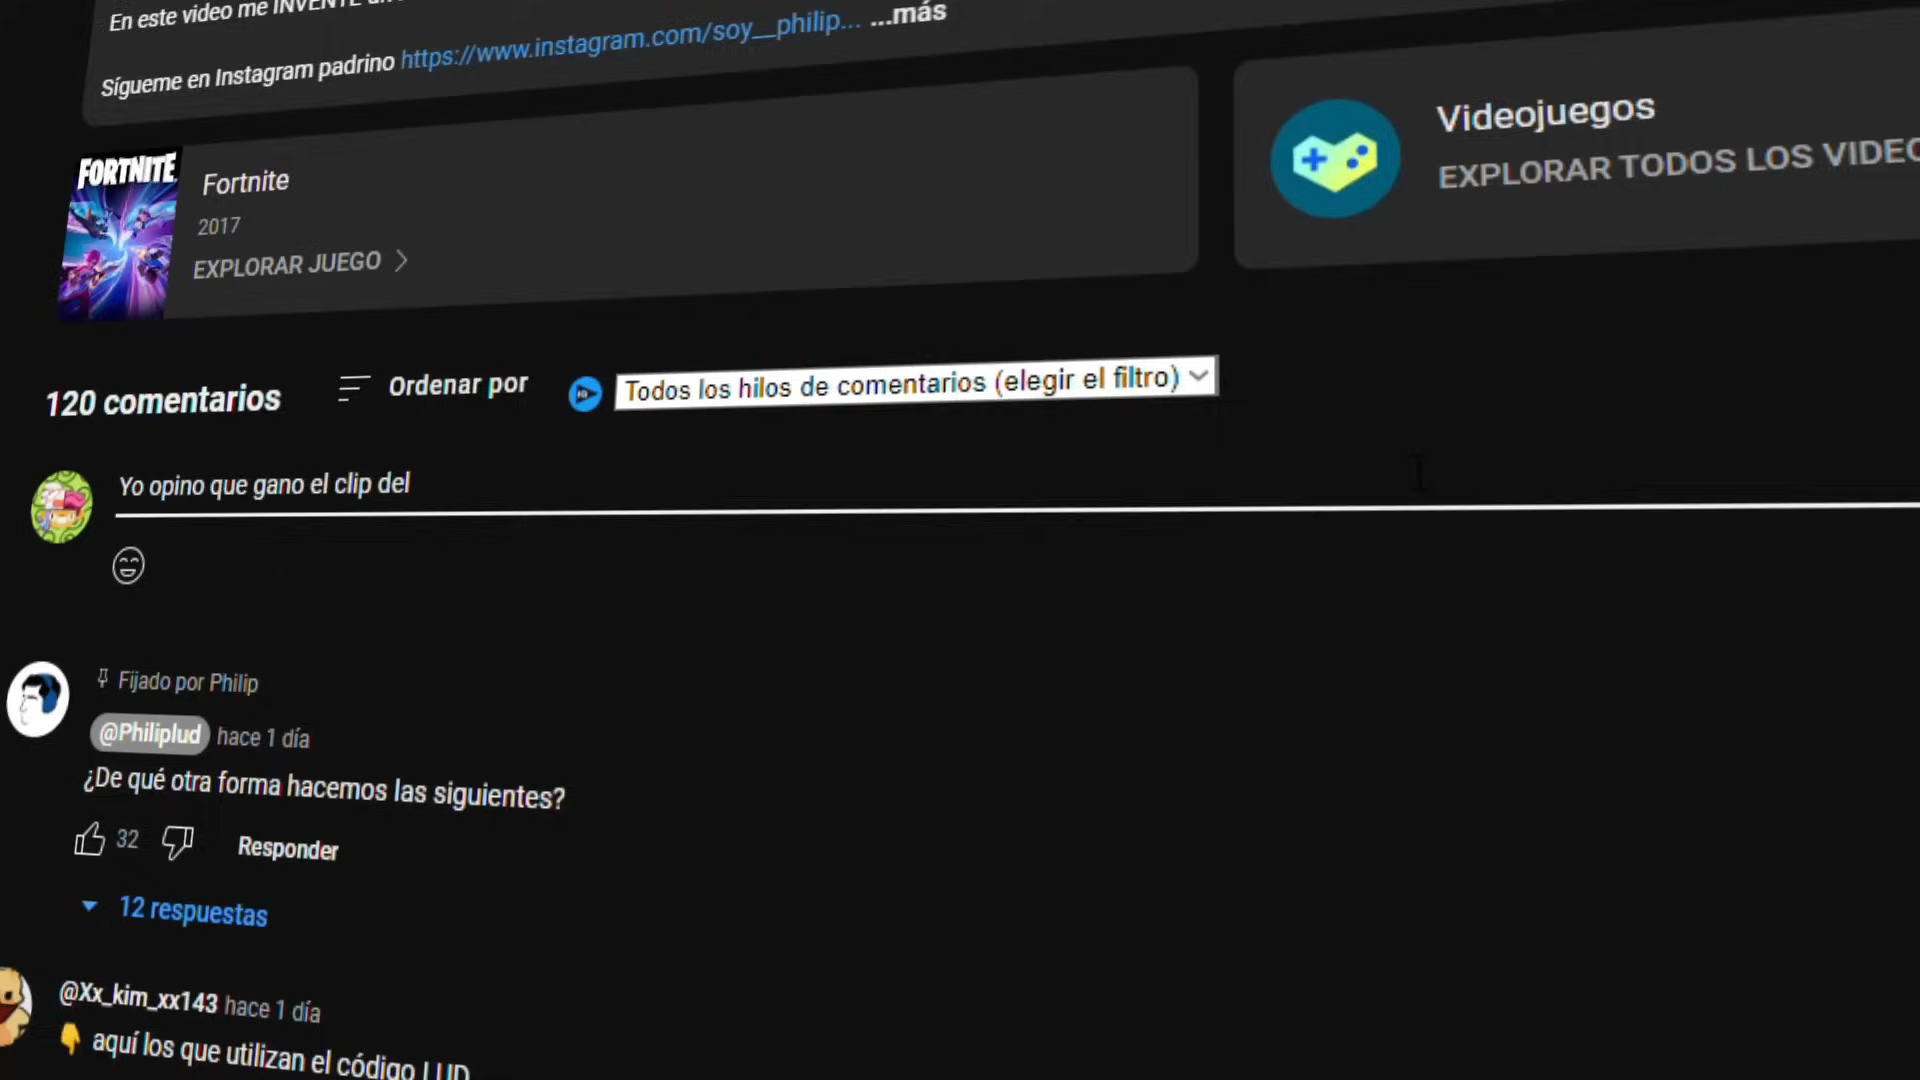 En este video me INVENTE
Sígueme en Instagram padrino https://www.instagram.com/soy__philip... ...más
FORTNITE
Fortnite
2017
EXPLORAR JUEGO
Videojuegos
EXPLORAR TODOS LOS
120 comentarios
Ordenar por
Todos los hilos de comentarios (elegir el filtro)
Yo opino que gano el clip del
Fijado por Philip
@Philiplud hace 1 día
¿De qué otra forma hacemos las siguientes?
32
Responder
12 respuestas
@Xx_kim_xx143 hace 1 día
👇 aquí los que utilizan el código LUD